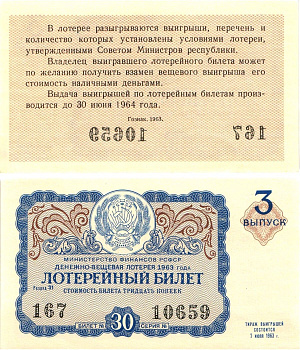 В лотерее разыгрываются выигрыши, перечень и
количество которых установлены условиями лотереи,
утвержденными Советом Министров республики.
Владелец выигравшего лотерейного билета может
по желанию получить взамен вещевого выигрыша его
стоимость наличными деньгами.
Выдача выигрышей по лотерейным билетам произ-
водится до 30 июня 1964 года.
Гознак. 1963.
10659 167
3
ВЫПУСК
МИНИСТЕРСТВО ФИНАНСОВ РСФСР
ДЕНЕЖНО-ВЕЩЕВАЯ ЛОТЕРЕЯ 1963 ГОДА
ЛОТЕРЕЙНЫЙ БИЛЕТ
Разряд 31
СТОИМОСТЬ БИЛЕТА ТРИДЦАТЬ КОПЕЕК
167 10659
БИЛЕТ № 30 СЕРИЯ №
ТИРАЖ ВЫИГРЫШЕЙ
СОСТОИТСЯ
7 июля 1963 г.